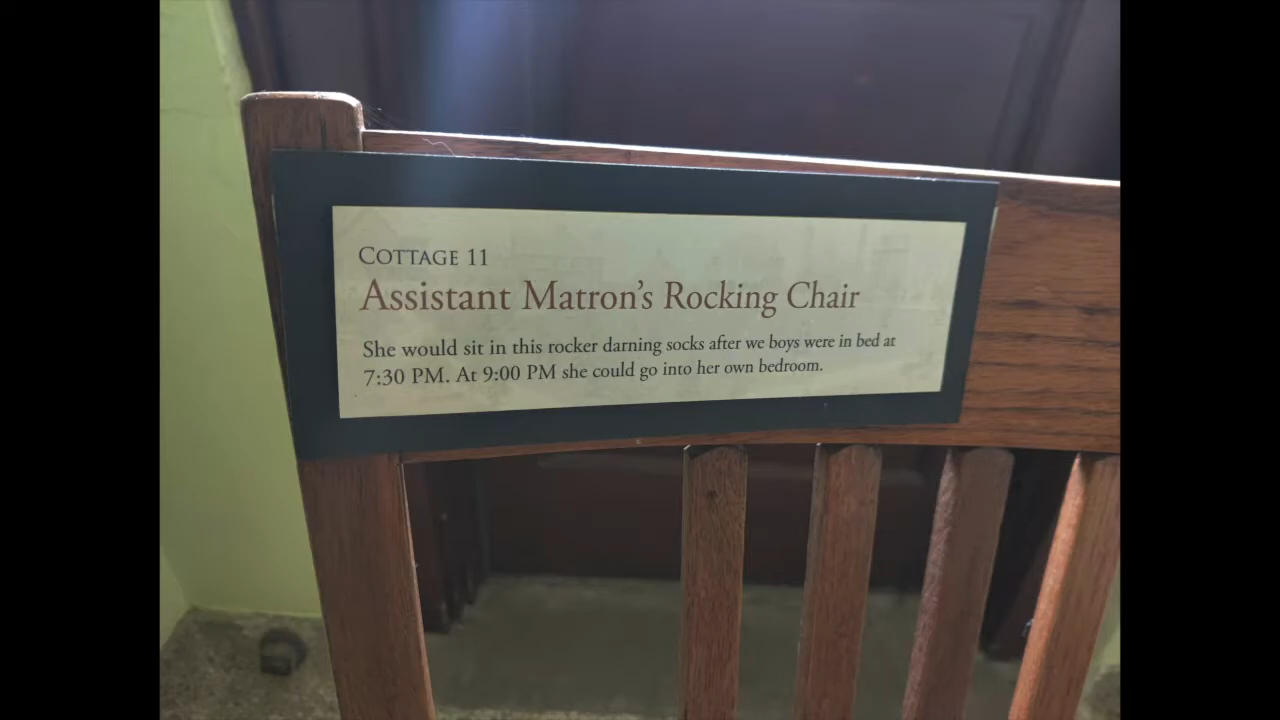 COTTAGE 11
Assistant Matron's Rocking Chair
She would sit in this rocker darning socks after we boys were in bed at
7:30 PM. At 9:00 PM she could go into her own bedroom.